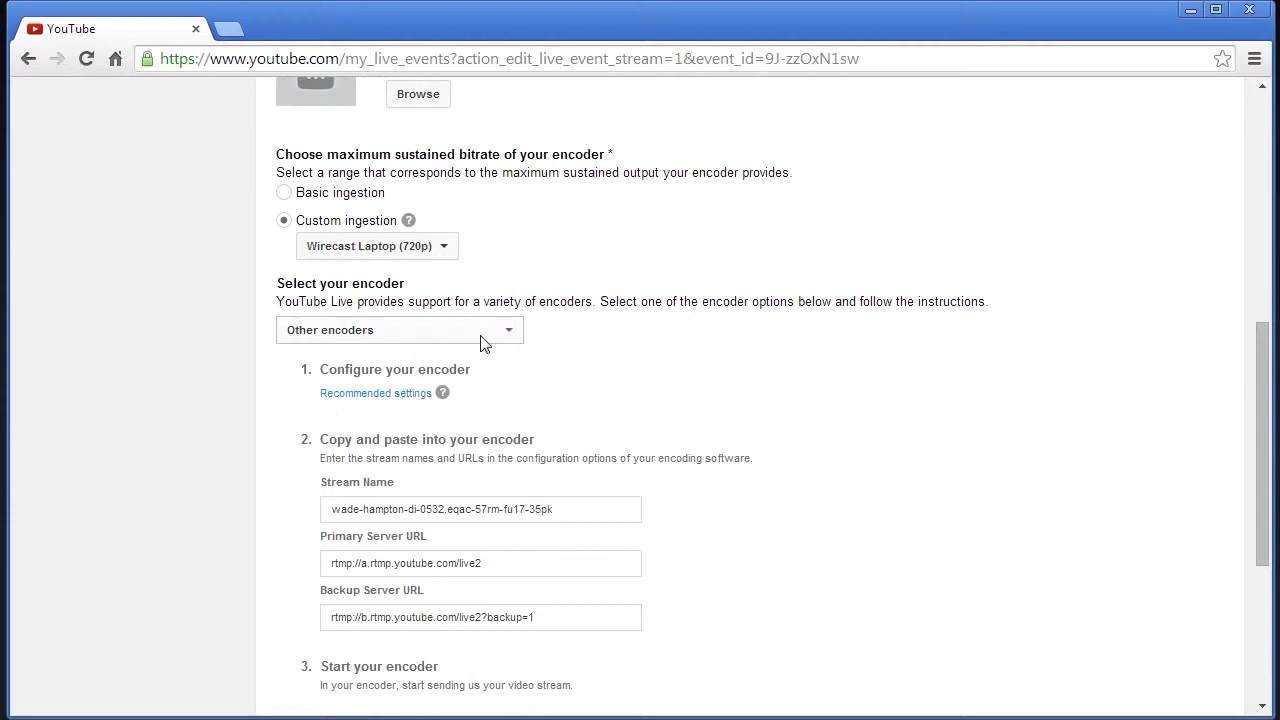 YouTube
https://www.youtube.com/my_live_events?action_edit_live_event_stream=1&event_id=9J-zzOxN1sw
Browse
Choose maximum sustained bitrate of your encoder *
Select a range that corresponds to the maximum sustained output your encoder provides.
Basic ingestion
Custom ingestion ?
Wirecast Laptop (720p)
Select your encoder
YouTube Live provides support for a variety of encoders. Select one of the encoder options below and follow the instructions.
Other encoders
1. Configure your encoder
Recommended settings ?
2. Copy and paste into your encoder
Enter the stream names and URLs in the configuration options of your encoding software.
Stream Name
wade-hampton-di-0532.eqac-57rm-fu17-35pk
Primary Server URL
rtmp://a.rtmp.youtube.com/live2
Backup Server URL
rtmp://b.rtmp.youtube.com/live2?backup=1
3. Start your encoder
In your encoder, start sending us your video stream.